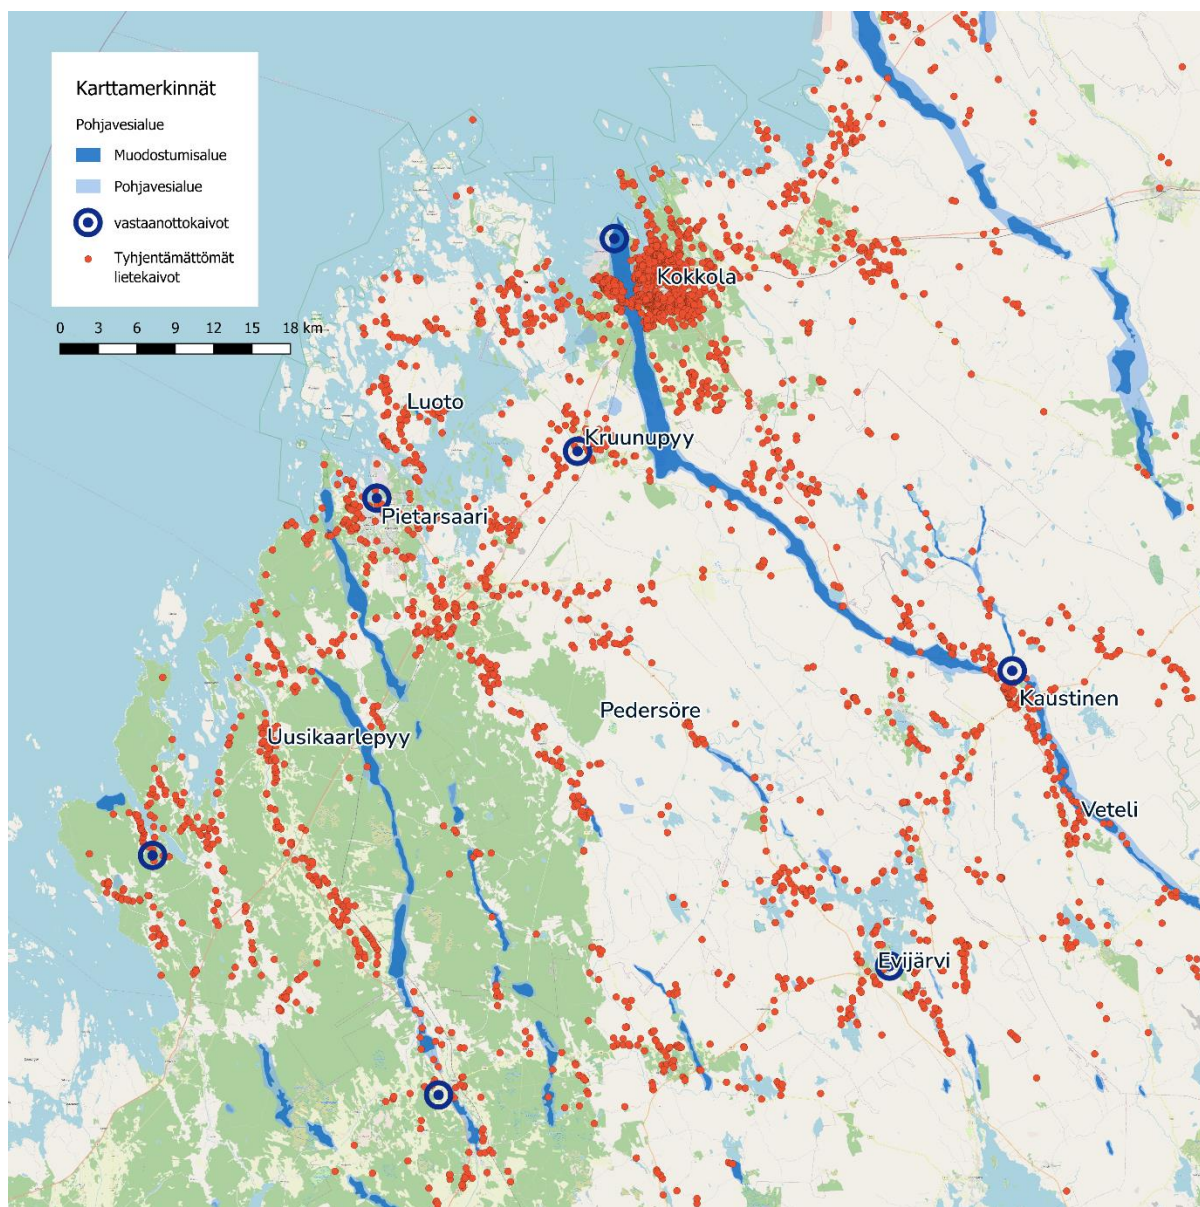 Karttamerkinnät
Pohjavesialue
Muodostumisalue
Pohjavesialue
vastaanottokaivot
Tyhjentämättömät
lietekaivot
0 3 6 9 12 15 18 km
Kokkola
Luoto
Kruunupyy
Pietarsaari
Kaustinen
Pedersöre
Uusikaarlepyy
Veteli
Evijärvi